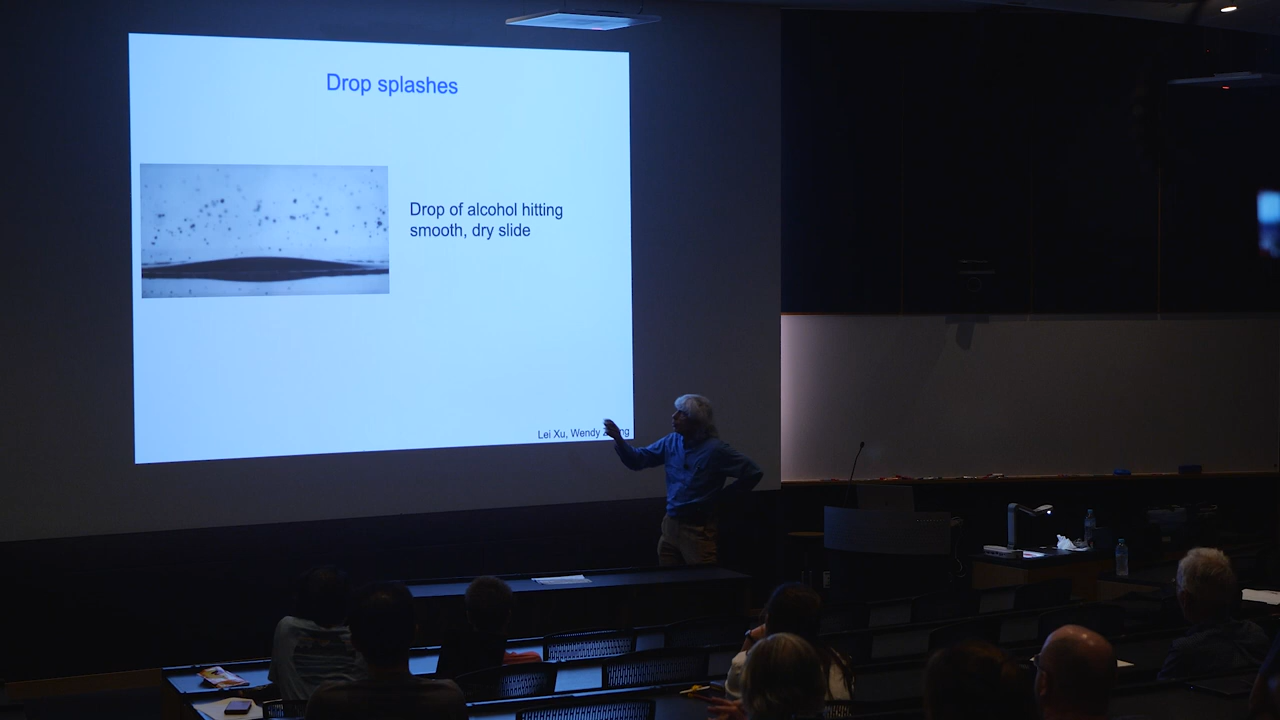 Drop splashes
Drop of alcohol hitting
smooth, dry slide
Lei Xu, Wendy